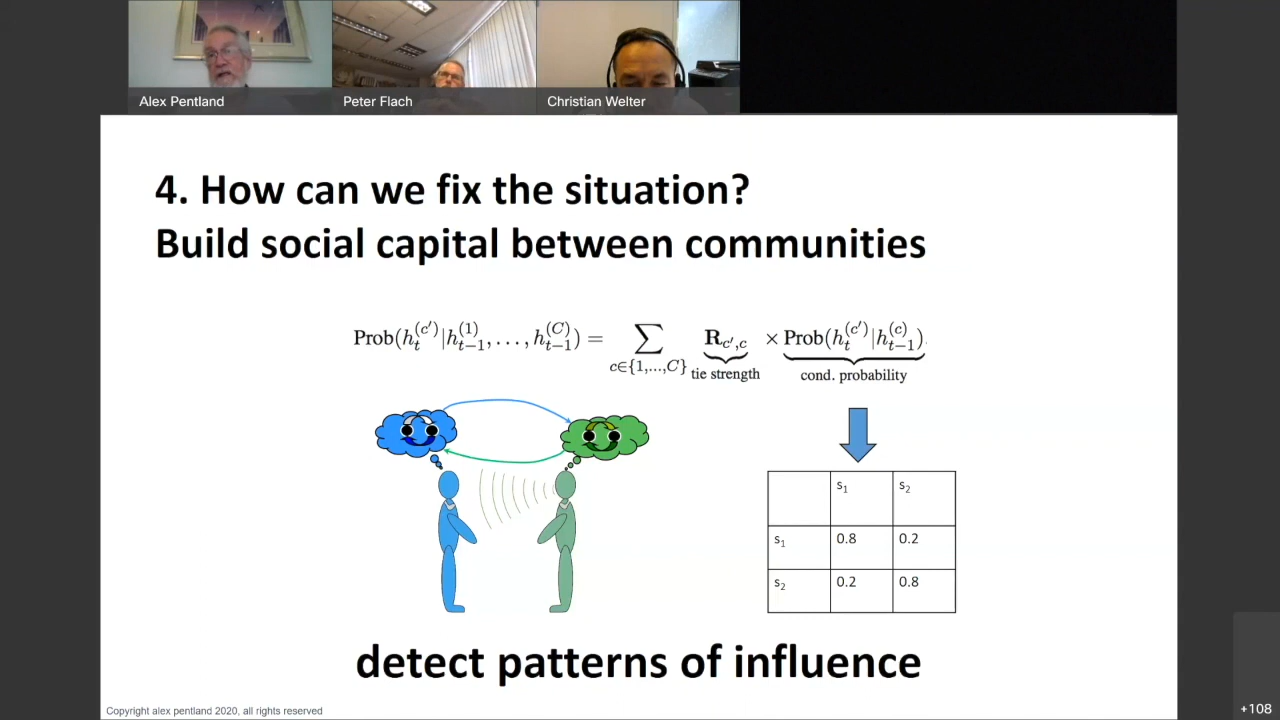 Alex Pentland
Peter Flach
Christian Welter
4. How can we fix the situation?
Build social capital between communities
Prob(h_t^{(c')}|h_{t-1}^{(1)}, . . . , h_{t-1}^{(C)}) = ∑_{c∈{1,...,C}} R_{c',c} × Prob(h_t^{(c')}|h_{t-1}^{(c)}).
tie strength
cond. probability
s₁ s₂
s₁ 0.8 0.2
s₂ 0.2 0.8
detect patterns of influence
Copyright alex pentland 2020, all rights reserved
+108